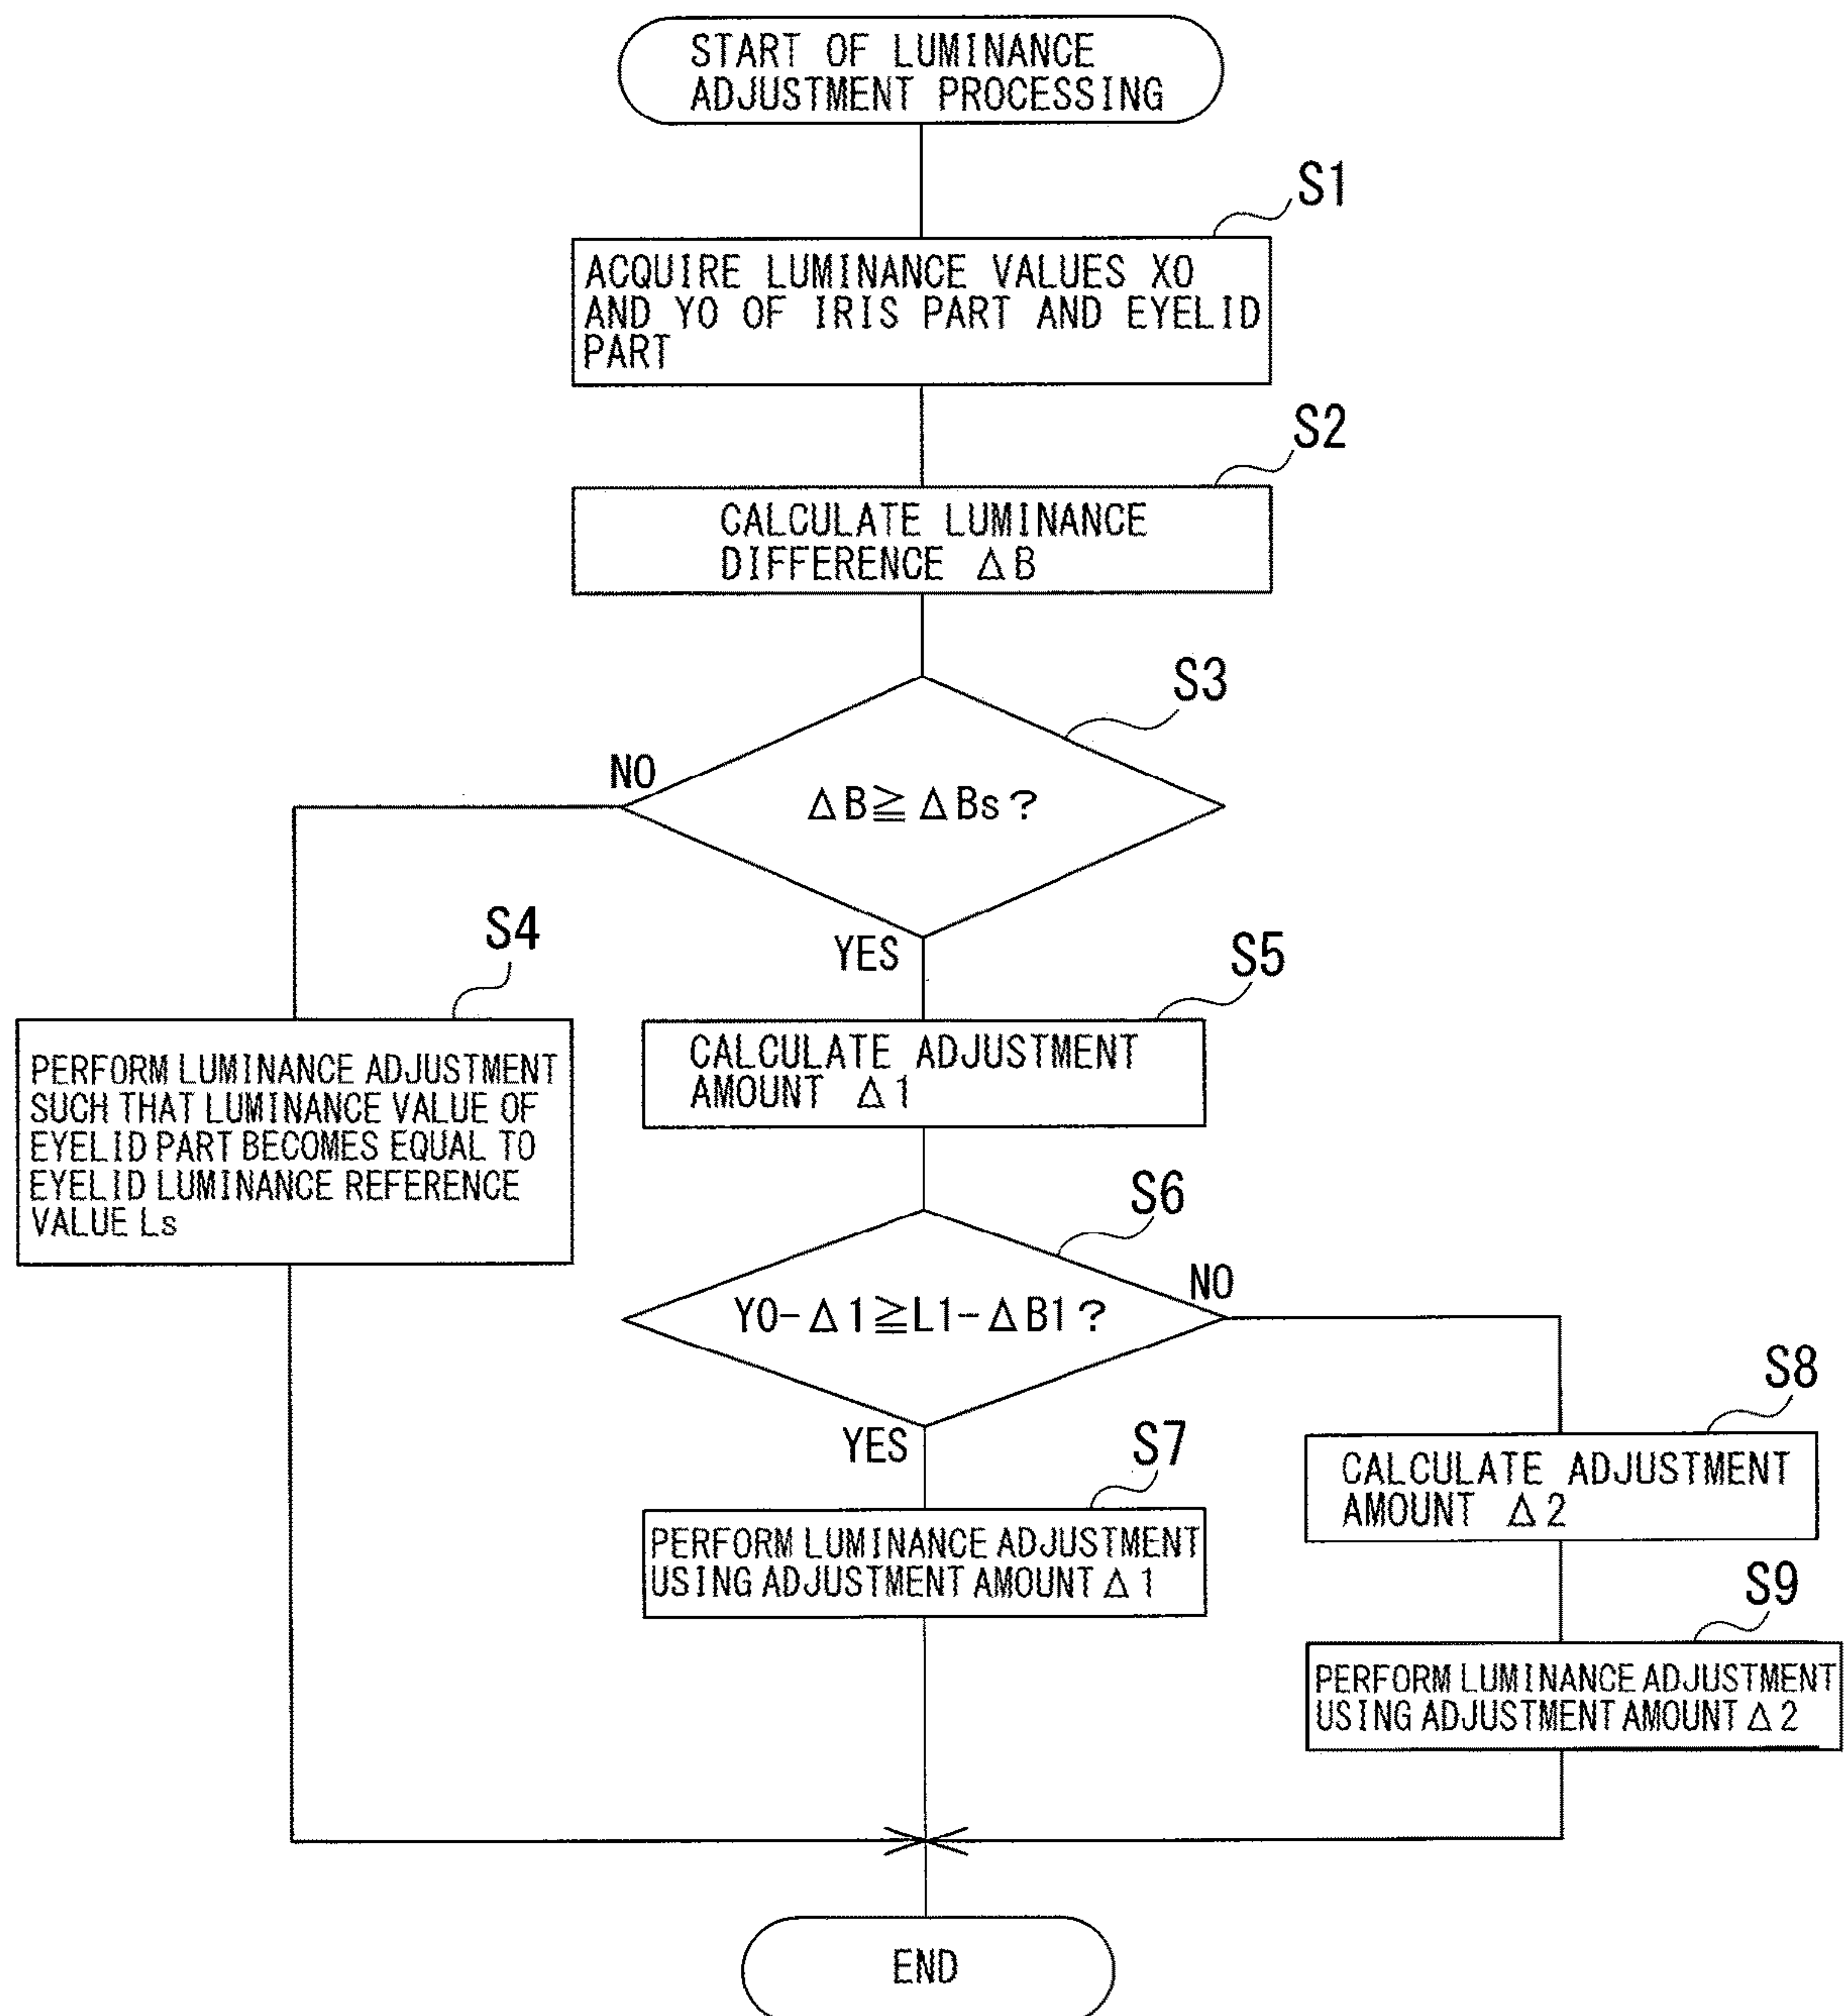 START OF LUMINANCE
ADJUSTMENT PROCESSING
S1
ACQUIRE LUMINANCE VALUES X0
AND Y0 OF IRIS PART AND EYELID
PART
S2
CALCULATE LUMINANCE
DIFFERENCE ΔB
S3
NO
ΔB≧ΔBs?
YES
S4
PERFORM LUMINANCE ADJUSTMENT
SUCH THAT LUMINANCE VALUE OF
EYELID PART BECOMES EQUAL TO
EYELID LUMINANCE REFERENCE
VALUE Ls
S5
CALCULATE ADJUSTMENT
AMOUNT Δ1
S6
NO
Y0-Δ1≧L1-ΔB1?
YES
S7
PERFORM LUMINANCE ADJUSTMENT
USING ADJUSTMENT AMOUNT Δ1
S8
CALCULATE ADJUSTMENT
AMOUNT Δ2
S9
PERFORM LUMINANCE ADJUSTMENT
USING ADJUSTMENT AMOUNT Δ2
END